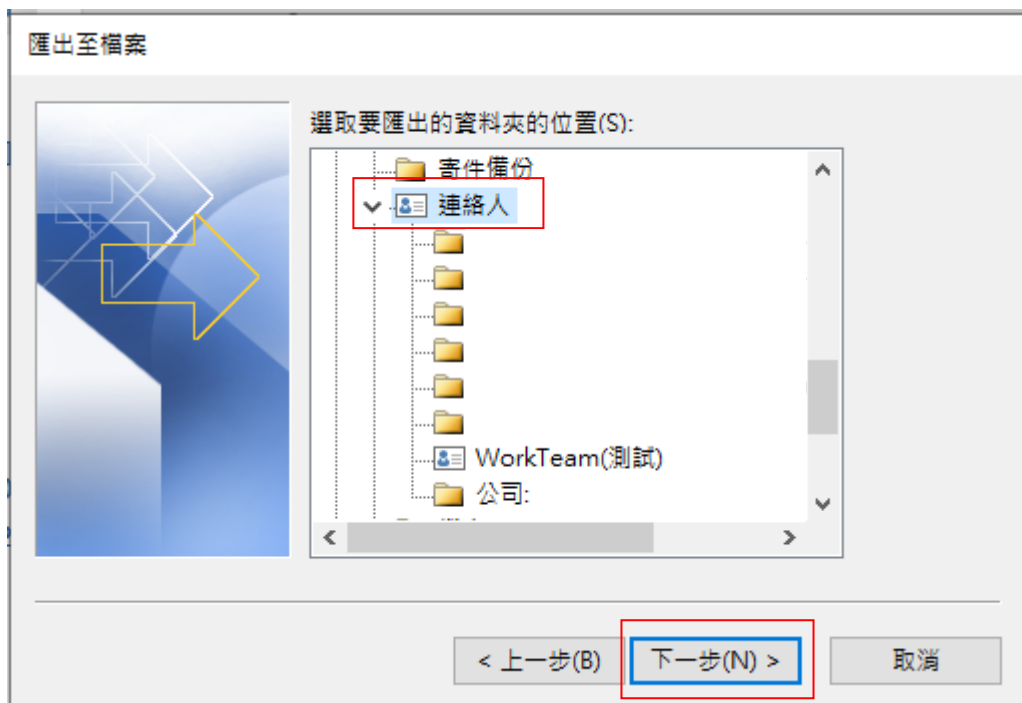 匯出至檔案
選取要匯出的資料夾的位置(S):
寄件備份
連絡人
WorkTeam(測試)
公司:
< 上一步(B)
下一步(N) >
取消